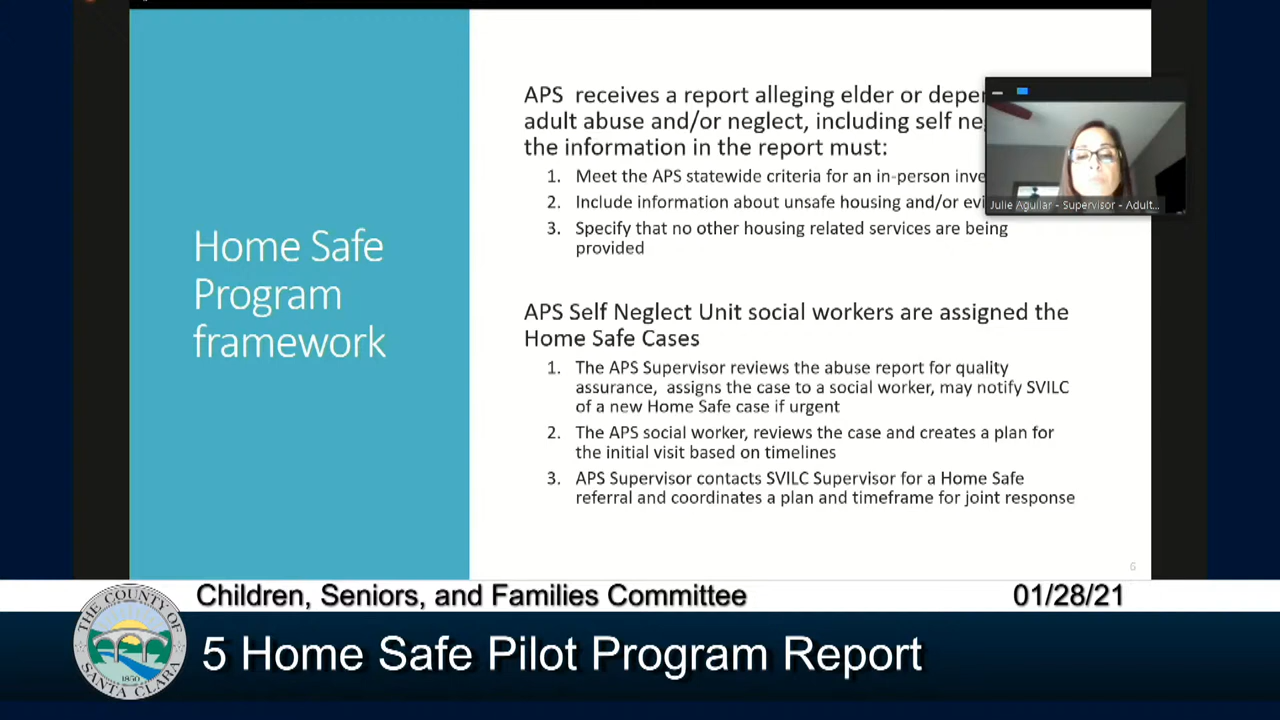 Home Safe
Program
framework
APS  receives a report alleging elder or
adult abuse and/or neglect, including self
the information in the report must:
1. Meet the APS statewide criteria for an in-person
2. Include information about unsafe housing and/or
3. Specify that no other housing related services are being
provided
APS Self Neglect Unit social workers are assigned the
Home Safe Cases
1. The APS Supervisor reviews the abuse report for quality
assurance,  assigns the case to a social worker, may notify SVILC
of a new Home Safe case if urgent
2. The APS social worker, reviews the case and creates a plan for
the initial visit based on timelines
3. APS Supervisor contacts SVILC Supervisor for a Home Safe
referral and coordinates a plan and timeframe for joint response
6
Julie Aguilar - Supervisor - Adult...
Children, Seniors, and Families Committee
01/28/21
THE COUNTY OF
SANTA CLARA
1850
5 Home Safe Pilot Program Report